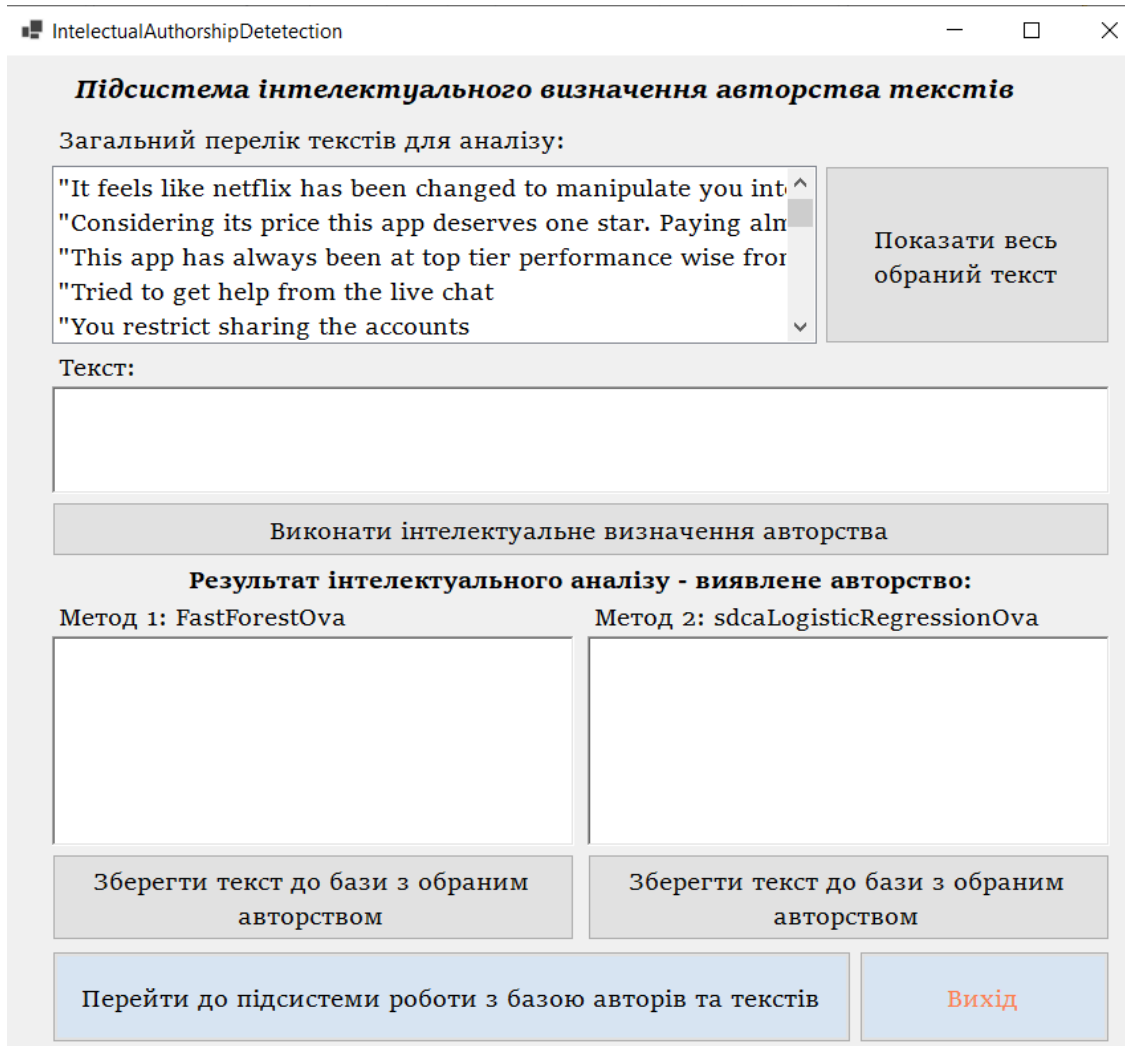 IntelectualAuthorshipDetetection
Підсистема інтелектуального визначення авторства текстів
Загальний перелік текстів для аналізу:
"It feels like netflix has been changed to manipulate you
"Considering its price this app deserves one star. Paying
"This app has always been at top tier performance wise
"Tried to get help from the live chat
"You restrict sharing the accounts
Показати весь
обраний текст
Текст:
Виконати інтелектуальне визначення авторства
Результат інтелектуального аналізу - виявлене авторство:
Метод 1: FastForestOva
Метод 2: sdcaLogisticRegressionOva
Зберегти текст до бази з обраним
авторством
Зберегти текст до бази з обраним
авторством
Перейти до підсистеми роботи з базою авторів та текстів
Вихід